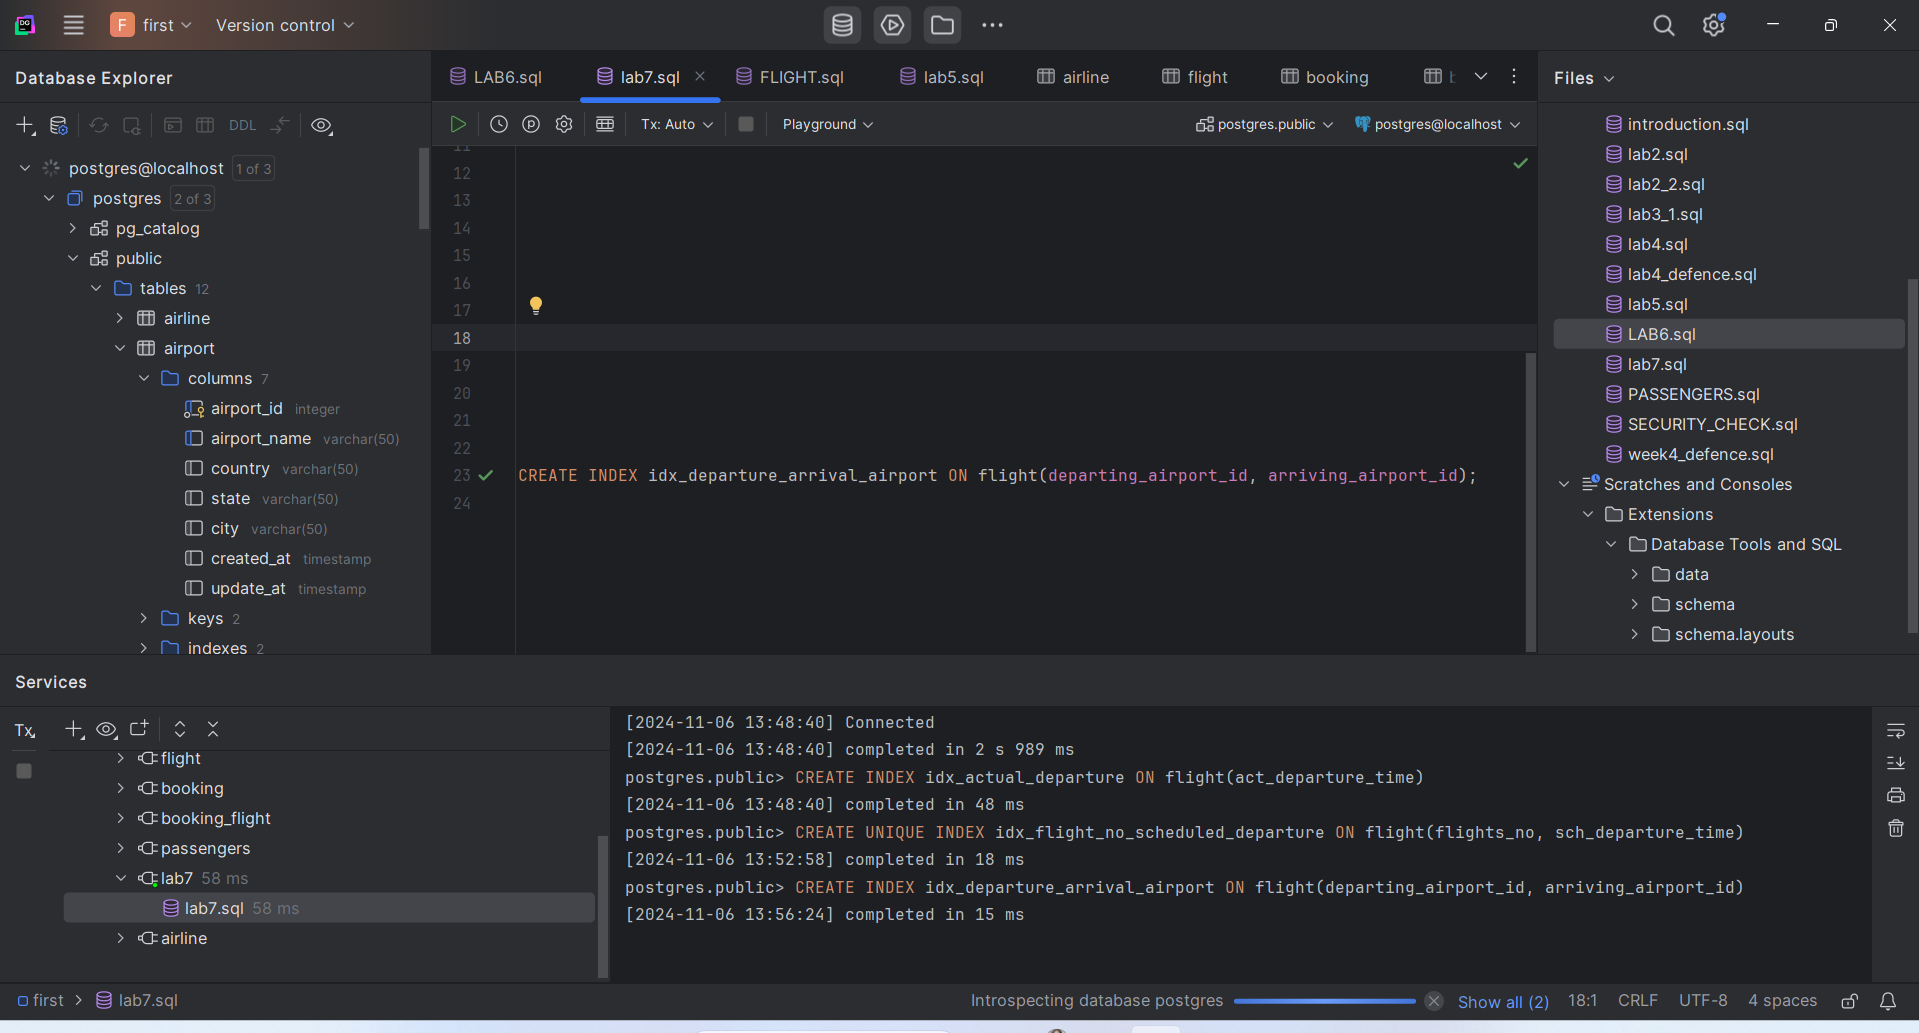 F first Version control
Database Explorer
LAB6.sql lab7.sql FLIGHT.sql lab5.sql airline flight booking
Files
DDL
Tx: Auto Playground postgres.public postgres@localhost
postgres@localhost 1 of 3
postgres 2 of 3
pg_catalog
public
tables 12
airline
airport
columns 7
airport_id integer
airport_name varchar(50)
country varchar(50)
state varchar(50)
city varchar(50)
created_at timestamp
update_at timestamp
keys 2
indexes 2
11
12
13
14
15
16
17
18
19
20
21
22
23 CREATE INDEX idx_departure_arrival_airport ON flight(departing_airport_id, arriving_airport_id);
24
introduction.sql
lab2.sql
lab2_2.sql
lab3_1.sql
lab4.sql
lab4_defence.sql
lab5.sql
LAB6.sql
lab7.sql
PASSENGERS.sql
SECURITY_CHECK.sql
week4_defence.sql
Scratches and Consoles
Extensions
Database Tools and SQL
data
schema
schema.layouts
Services
Tx
flight
booking
booking_flight
passengers
lab7 58 ms
lab7.sql 58 ms
airline
[2024-11-06 13:48:40] Connected
[2024-11-06 13:48:40] completed in 2 s 989 ms
postgres.public> CREATE INDEX idx_actual_departure ON flight(act_departure_time)
[2024-11-06 13:48:40] completed in 48 ms
postgres.public> CREATE UNIQUE INDEX idx_flight_no_scheduled_departure ON flight(flights_no, sch_departure_time)
[2024-11-06 13:52:58] completed in 18 ms
postgres.public> CREATE INDEX idx_departure_arrival_airport ON flight(departing_airport_id, arriving_airport_id)
[2024-11-06 13:56:24] completed in 15 ms
first > lab7.sql
Introspecting database postgres Show all (2) 18:1 CRLF UTF-8 4 spaces